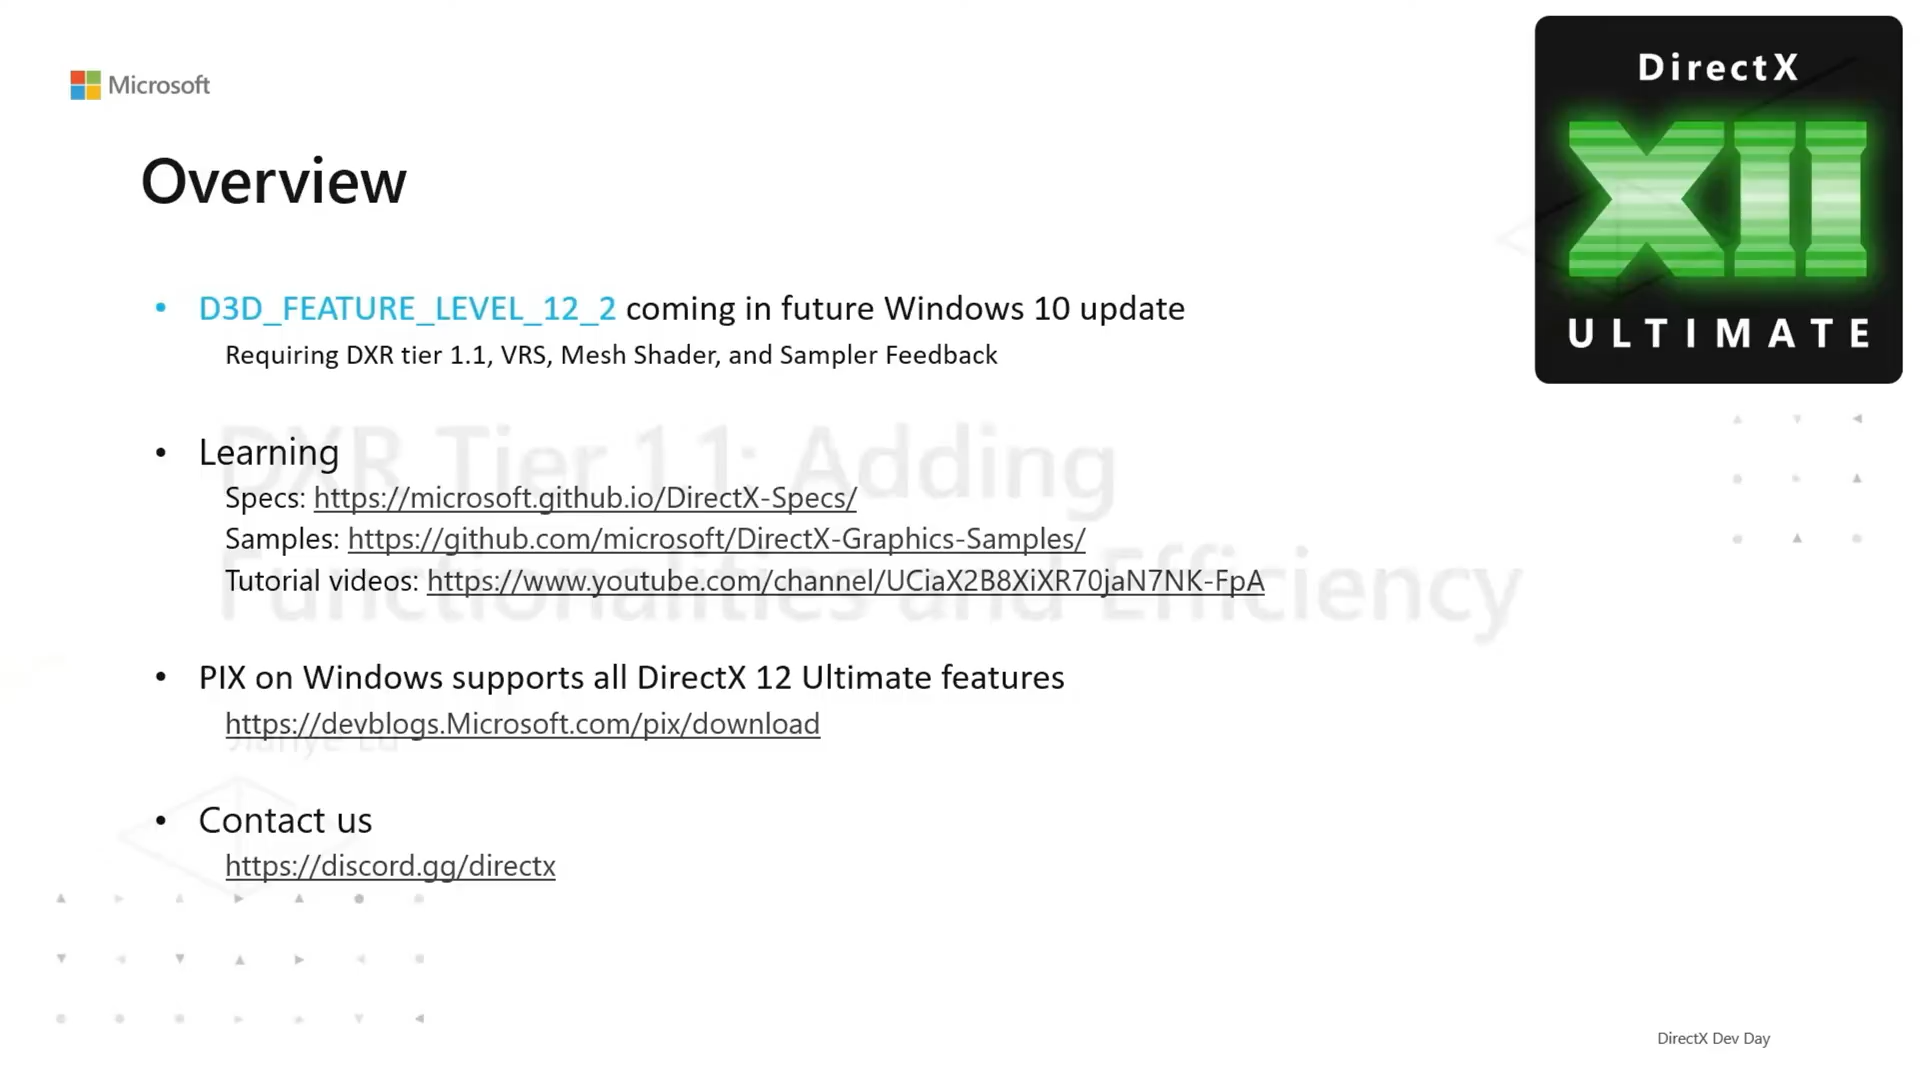 Microsoft
DirectX
XII
ULTIMATE
Overview
• D3D_FEATURE_LEVEL_12_2 coming in future Windows 10 update
Requiring DXR tier 1.1, VRS, Mesh Shader, and Sampler Feedback
• Learning
DXR Tier 1.1: Adding
Specs: https://microsoft.github.io/DirectX-Specs/
Samples: https://github.com/microsoft/DirectX-Graphics-Samples/
Functionalities and Efficiency
Tutorial videos: https://www.youtube.com/channel/UCiaX2B8XiXR70jaN7NK-FpA
• PIX on Windows supports all DirectX 12 Ultimate features
https://devblogs.Microsoft.com/pix/download
• Contact us
https://discord.gg/directx
DirectX Dev Day